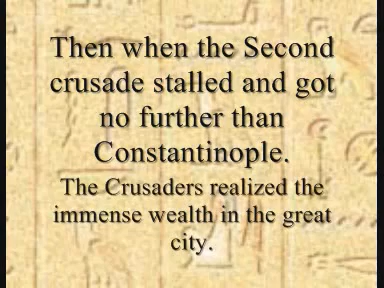 Then when the Second
crusade stalled and got
no further than
Constantinople.
The Crusaders realized the
immense wealth in the great
city.